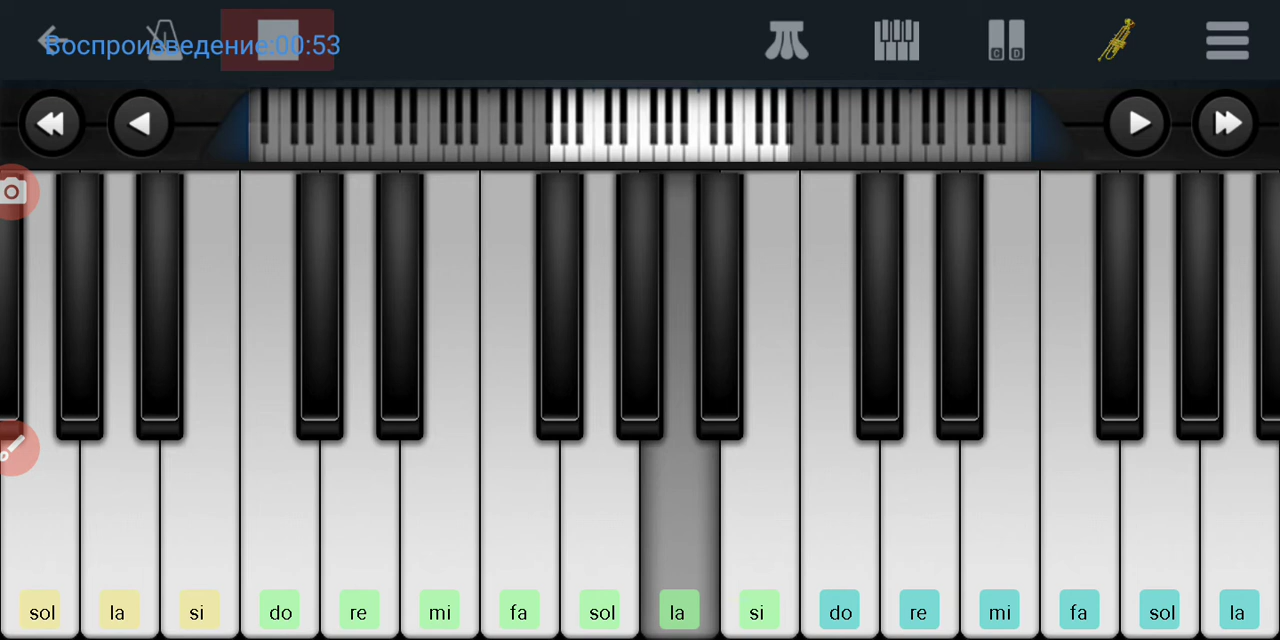 Воспроизведение:00:53
C D
sol la si do re mi fa sol la si do re mi fa sol la